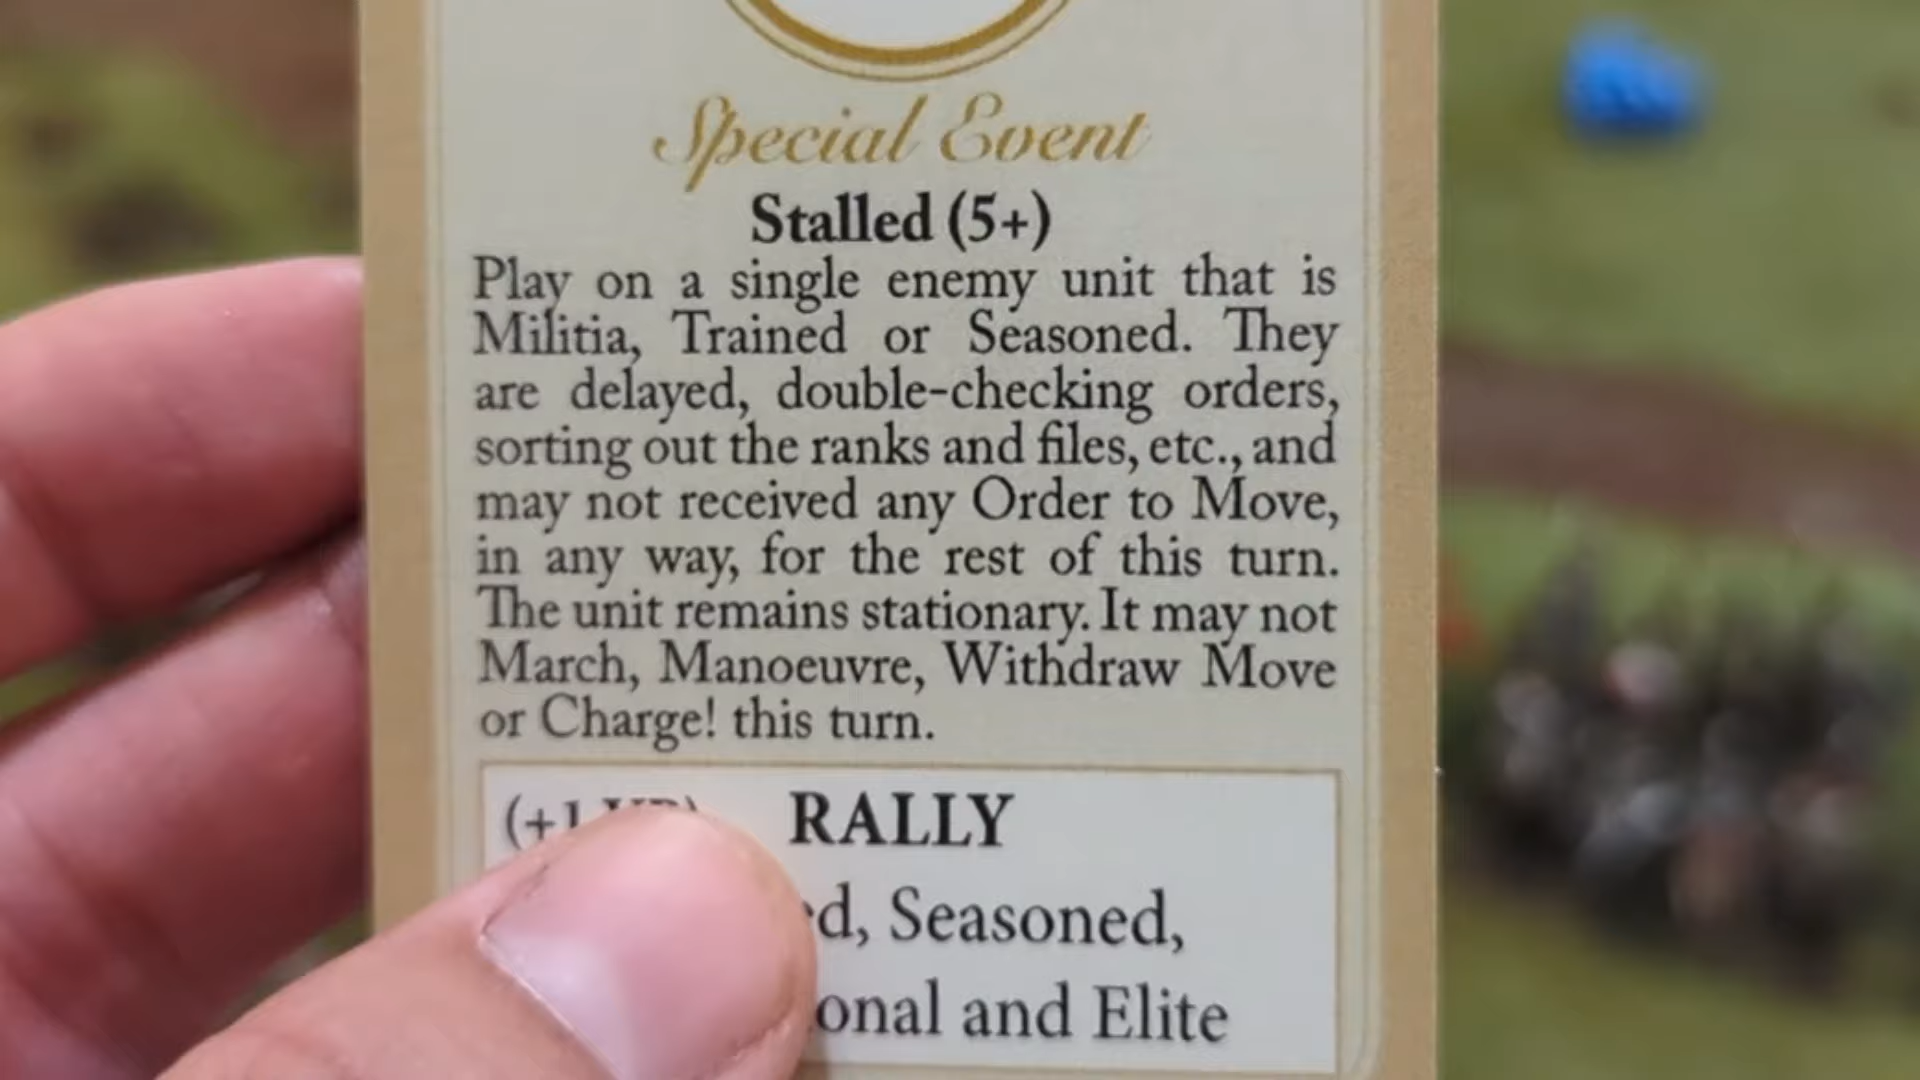 Special Event
Stalled (5+)
Play on a single enemy unit that is
Militia, Trained or Seasoned. They
are delayed, double-checking orders,
sorting out the ranks and files, etc., and
may not received any Order to Move,
in any way, for the rest of this turn.
The unit remains stationary. It may not
March, Manoeuvre, Withdraw Move
or Charge! this turn.
RALLY
Seasoned,
and Elite